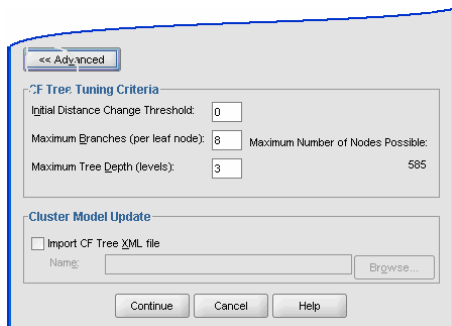 << Advanced
CF Tree Tuning Criteria
Initial Distance Change Threshold: 0
Maximum Branches (per leaf node): 8 Maximum Number of Nodes Possible:
Maximum Tree Depth (levels): 3 585
Cluster Model Update
Import CF Tree XML file
Name: Browse...
Continue Cancel Help